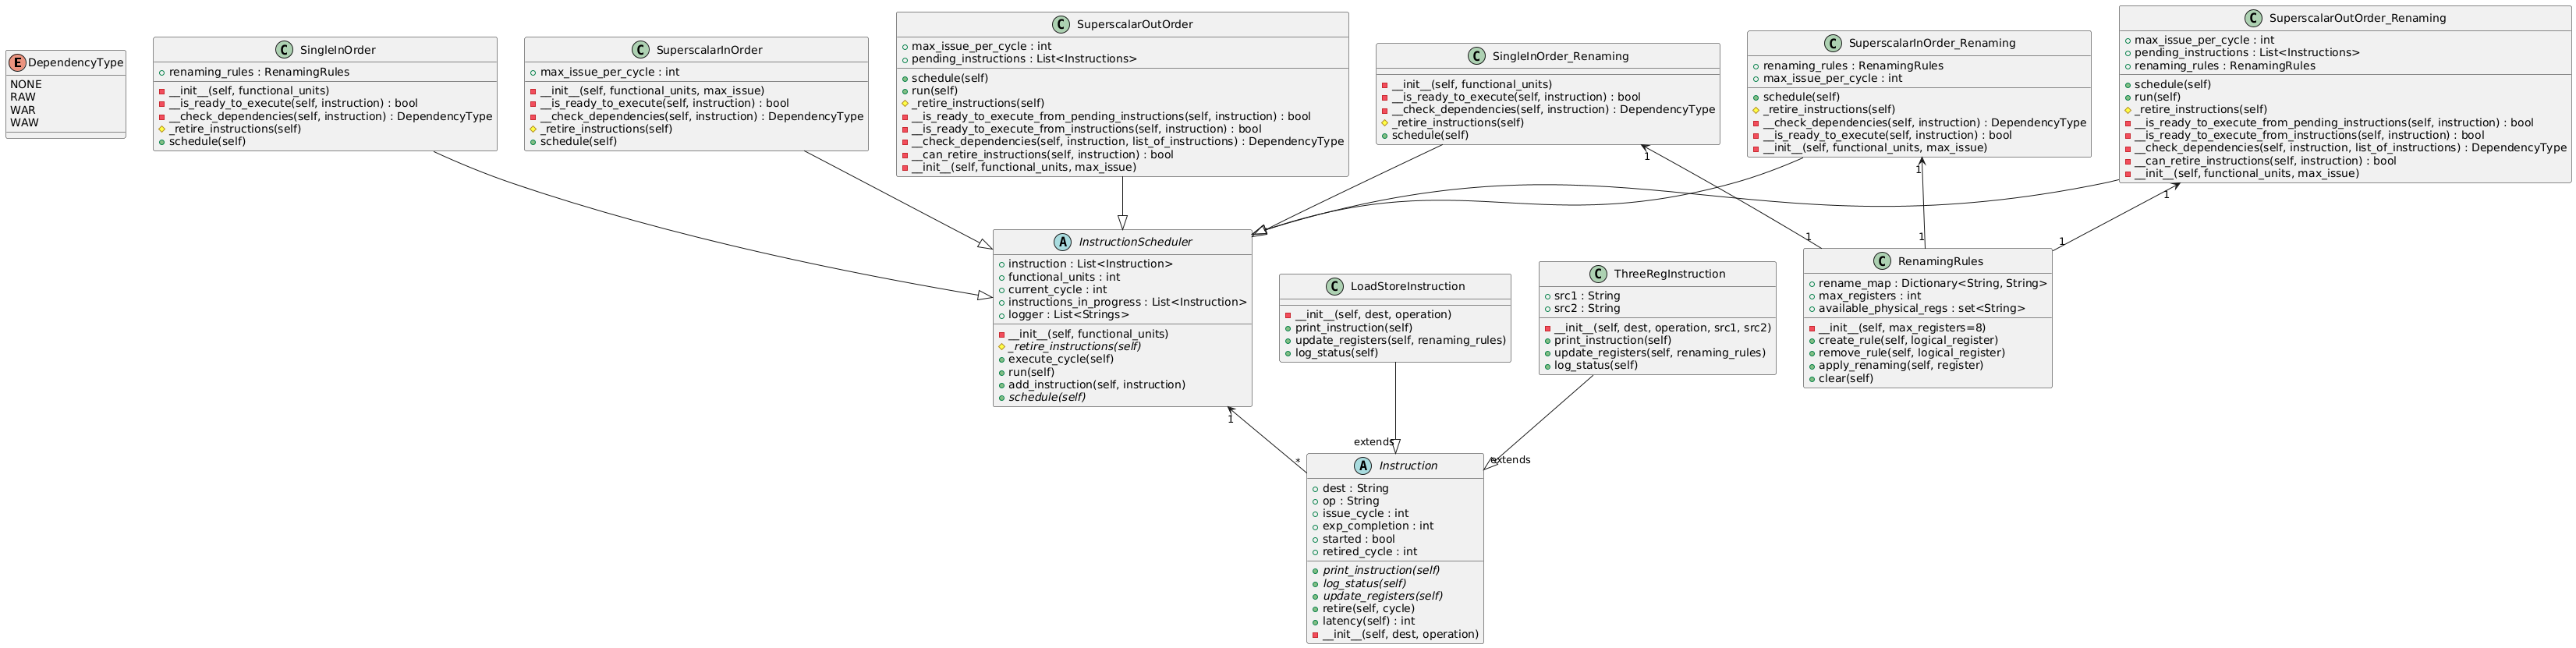 E DependencyType
NONE
RAW
WAR
WAW
C SingleInOrder
renaming_rules : RenamingRules
__init__(self, functional_units)
__is_ready_to_execute(self, instruction) : bool
__check_dependencies(self, instruction) : DependencyType
_retire_instructions(self)
schedule(self)
C SuperscalarInOrder
max_issue_per_cycle : int
__init__(self, functional_units, max_issue)
__is_ready_to_execute(self, instruction) : bool
__check_dependencies(self, instruction) : DependencyType
_retire_instructions(self)
schedule(self)
C SuperscalarOutOrder
max_issue_per_cycle : int
pending_instructions : List<Instructions>
schedule(self)
run(self)
_retire_instructions(self)
__is_ready_to_execute_from_pending_instructions(self, instruction) : bool
__is_ready_to_execute_from_instructions(self, instruction) : bool
__check_dependencies(self, instruction, list_of_instructions) : DependencyType
__can_retire_instructions(self, instruction) : bool
__init__(self, functional_units, max_issue)
C SingleInOrder_Renaming
__init__(self, functional_units)
__is_ready_to_execute(self, instruction) : bool
__check_dependencies(self, instruction) : DependencyType
_retire_instructions(self)
schedule(self)
C SuperscalarInOrder_Renaming
renaming_rules : RenamingRules
max_issue_per_cycle : int
schedule(self)
_retire_instructions(self)
__check_dependencies(self, instruction) : DependencyType
__is_ready_to_execute(self, instruction) : bool
__init__(self, functional_units, max_issue)
C SuperscalarOutOrder_Renaming
max_issue_per_cycle : int
pending_instructions : List<Instructions>
renaming_rules : RenamingRules
schedule(self)
run(self)
_retire_instructions(self)
__is_ready_to_execute_from_pending_instructions(self, instruction) : bool
__is_ready_to_execute_from_instructions(self, instruction) : bool
__check_dependencies(self, instruction, list_of_instructions) : DependencyType
__can_retire_instructions(self, instruction) : bool
__init__(self, functional_units, max_issue)
1
1
1
1
1
1
A InstructionScheduler
instruction : List<Instruction>
functional_units : int
current_cycle : int
instructions_in_progress : List<Instruction>
logger : List<Strings>
__init__(self, functional_units)
_retire_instructions(self)
execute_cycle(self)
run(self)
add_instruction(self, instruction)
schedule(self)
C LoadStoreInstruction
__init__(self, dest, operation)
print_instruction(self)
update_registers(self, renaming_rules)
log_status(self)
C ThreeRegInstruction
src1 : String
src2 : String
__init__(self, dest, operation, src1, src2)
print_instruction(self)
update_registers(self, renaming_rules)
log_status(self)
C RenamingRules
rename_map : Dictionary<String, String>
max_registers : int
available_physical_regs : set<String>
__init__(self, max_registers=8)
create_rule(self, logical_register)
remove_rule(self, logical_register)
apply_renaming(self, register)
clear(self)
1
*
extends
extends
A Instruction
dest : String
op : String
issue_cycle : int
exp_completion : int
started : bool
retired_cycle : int
print_instruction(self)
log_status(self)
update_registers(self)
retire(self, cycle)
latency(self) : int
__init__(self, dest, operation)